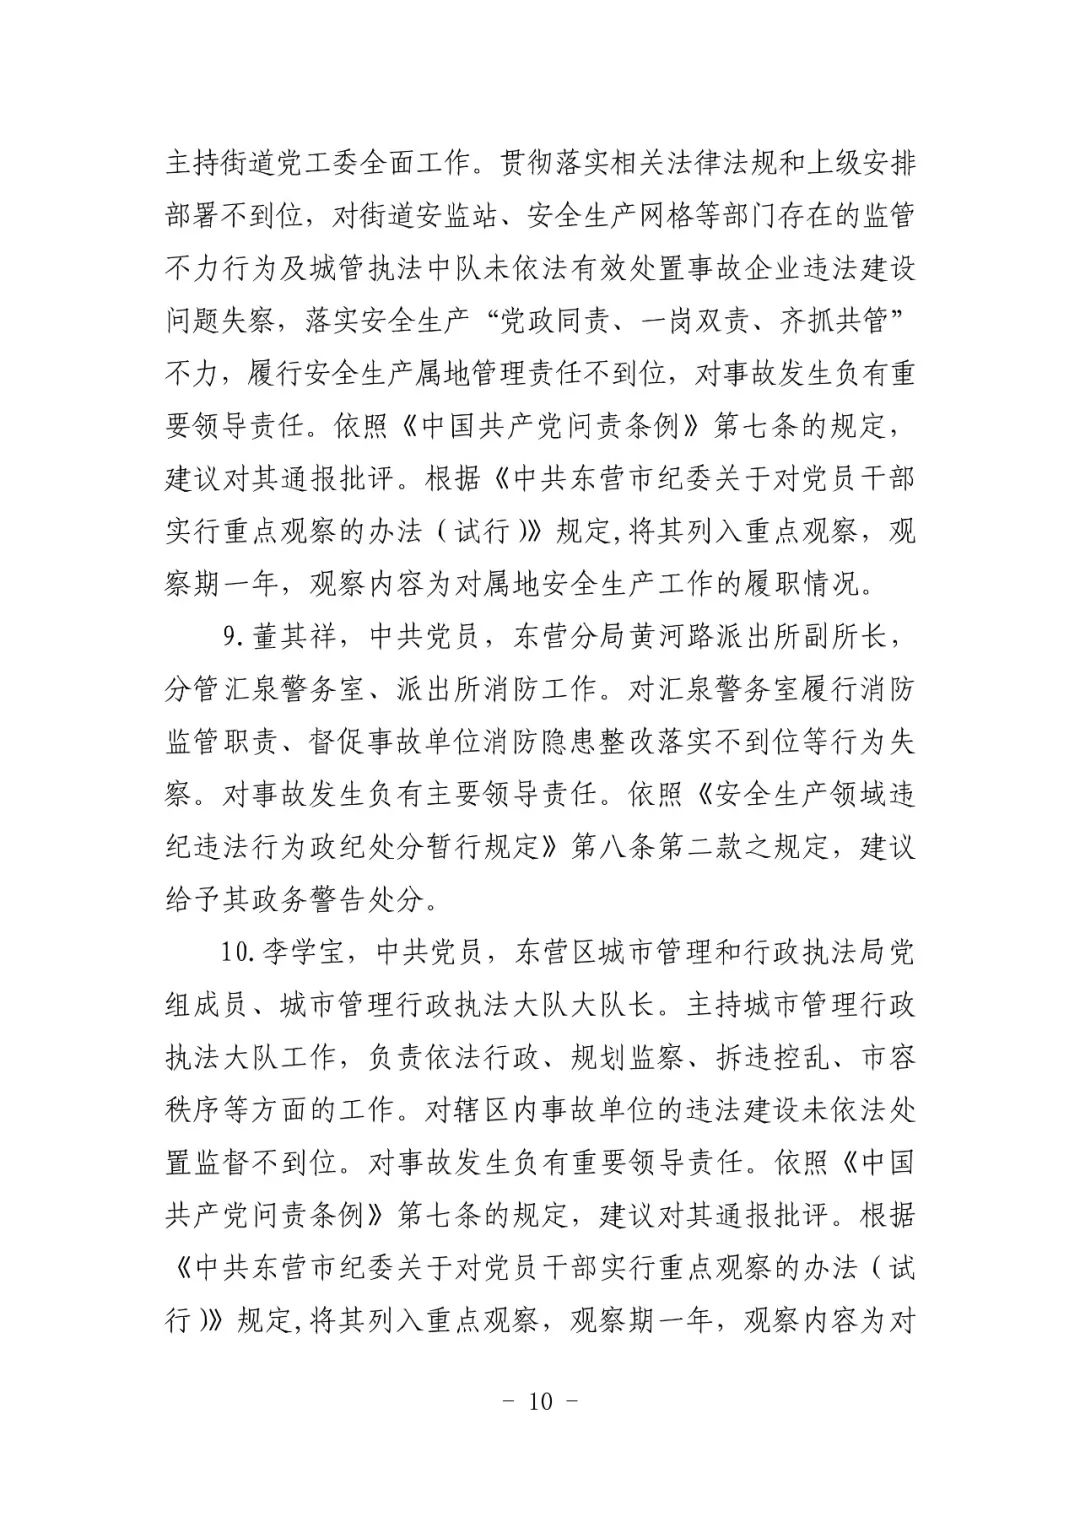 主持街道党工委全面工作。贯彻落实相关法律法规和上级安排
部署不到位，对街道安监站、安全生产网格等部门存在的监管
不力行为及城管执法中队未依法有效处置事故企业违法建设
问题失察，落实安全生产“党政同责、一岗双责、齐抓共管”
不力，履行安全生产属地管理责任不到位，对事故发生负有重
要领导责任。依照《中国共产党问责条例》第七条的规定，
建议对其通报批评。根据《中共东营市纪委关于对党员干部
实行重点观察的办法（试行）》规定,将其列入重点观察，观
察期一年，观察内容为对属地安全生产工作的履职情况。
9.董其祥，中共党员，东营分局黄河路派出所副所长，
分管汇泉警务室、派出所消防工作。对汇泉警务室履行消防
监管职责、督促事故单位消防隐患整改落实不到位等行为失
察。对事故发生负有主要领导责任。依照《安全生产领域违
纪违法行为政纪处分暂行规定》第八条第二款之规定，建议
给予其政务警告处分。
10.李学宝，中共党员，东营区城市管理和行政执法局党
组成员、城市管理行政执法大队大队长。主持城市管理行政
执法大队工作，负责依法行政、规划监察、拆违控乱、市容
秩序等方面的工作。对辖区内事故单位的违法建设未依法处
置监督不到位。对事故发生负有重要领导责任。依照《中国
共产党问责条例》第七条的规定，建议对其通报批评。根据
《中共东营市纪委关于对党员干部实行重点观察的办法（试
行）》规定,将其列入重点观察，观察期一年，观察内容为对
- 10 -